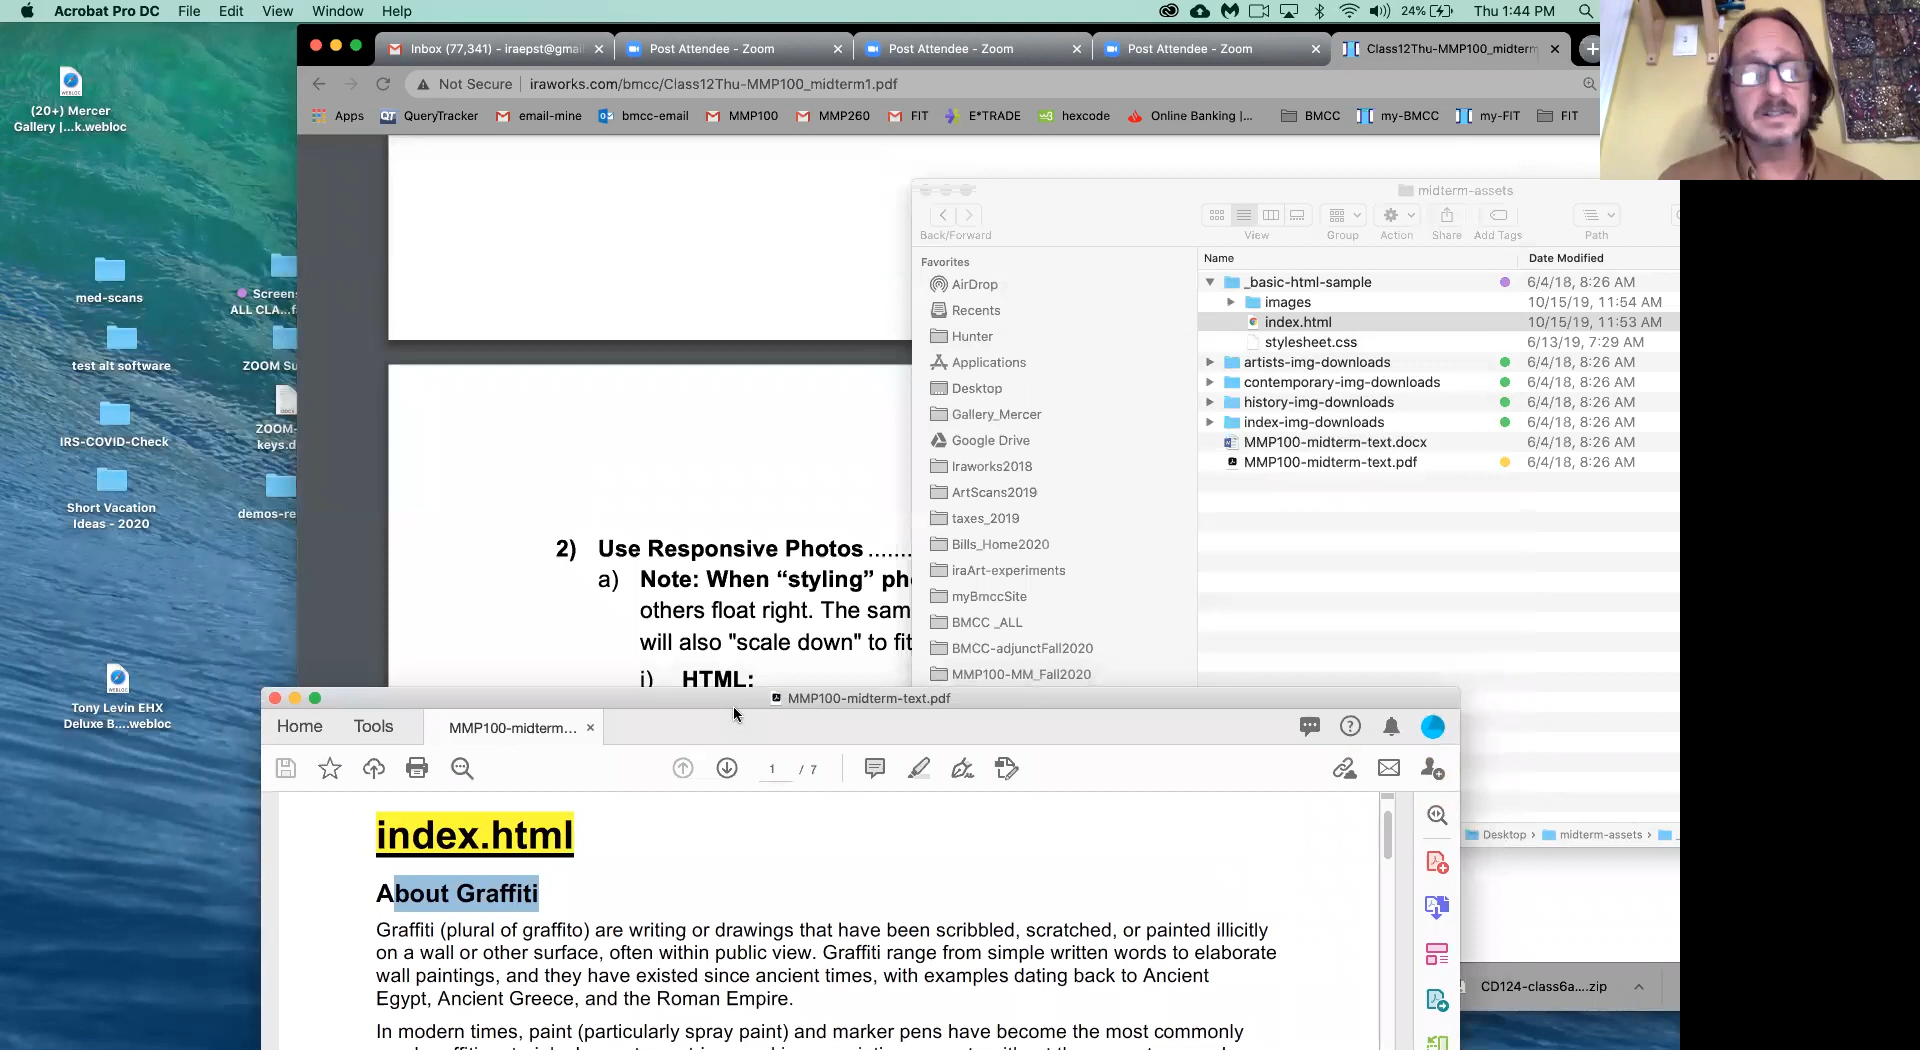 Acrobat Pro DC File Edit View Window Help 24% Thu 1:44 PM
Inbox (77,341) - iraepst@gmai
Post Attendee - Zoom
Post Attendee - Zoom
Post Attendee - Zoom
Class12Thu-MMP100_midterm
Not Secure iraworks.com/bmcc/Class12Thu-MMP100_midterm1.pdf
Apps QueryTracker email-mine bmcc-email MMP100 MMP260 FIT E*TRADE hexcode Online Banking |... BMCC my-BMCC my-FIT FIT
(20+) Mercer
Gallery |...k.webloc
med-scans
Screens
ALL CLA...f
test alt software
ZOOM Su
IRS-COVID-Check
ZOOM-
keys.d
Short Vacation
Ideas - 2020
demos-re
Tony Levin EHX
Deluxe B....webloc
2) Use Responsive Photos.......
a) Note: When “styling” pho
others float right. The sam
will also "scale down" to fit
i) HTML:
midterm-assets
Back/Forward View Group Action Share Add Tags Path
Favorites
AirDrop
Recents
Hunter
Applications
Desktop
Gallery_Mercer
Google Drive
Iraworks2018
ArtScans2019
taxes_2019
Bills_Home2020
iraArt-experiments
myBmccSite
BMCC _ALL
BMCC-adjunctFall2020
MMP100-MM_Fall2020
Name Date Modified
_basic-html-sample 6/4/18, 8:26 AM
images 10/15/19, 11:54 AM
index.html 10/15/19, 11:53 AM
stylesheet.css 6/13/19, 7:29 AM
artists-img-downloads 6/4/18, 8:26 AM
contemporary-img-downloads 6/4/18, 8:26 AM
history-img-downloads 6/4/18, 8:26 AM
index-img-downloads 6/4/18, 8:26 AM
MMP100-midterm-text.docx 6/4/18, 8:26 AM
MMP100-midterm-text.pdf 6/4/18, 8:26 AM
Desktop › midterm-assets ›
CD124-class6a....zip
MMP100-midterm-text.pdf
Home Tools MMP100-midterm... ×
1 / 7
index.html
About Graffiti
Graffiti (plural of graffito) are writing or drawings that have been scribbled, scratched, or painted illicitly
on a wall or other surface, often within public view. Graffiti range from simple written words to elaborate
wall paintings, and they have existed since ancient times, with examples dating back to Ancient
Egypt, Ancient Greece, and the Roman Empire.
In modern times, paint (particularly spray paint) and marker pens have become the most commonly